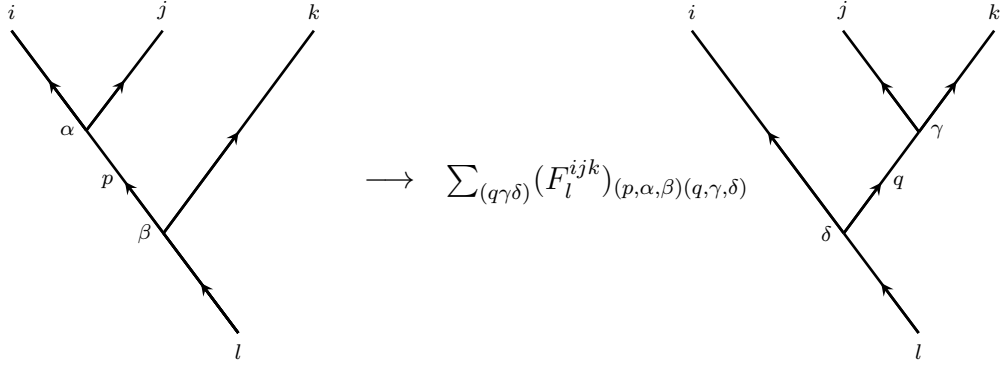 i j k i j k
α γ
p → ∑_{(qγδ)} (F_l^{ijk})_{(p,α,β)(q,γ,δ)} q
β δ
l l